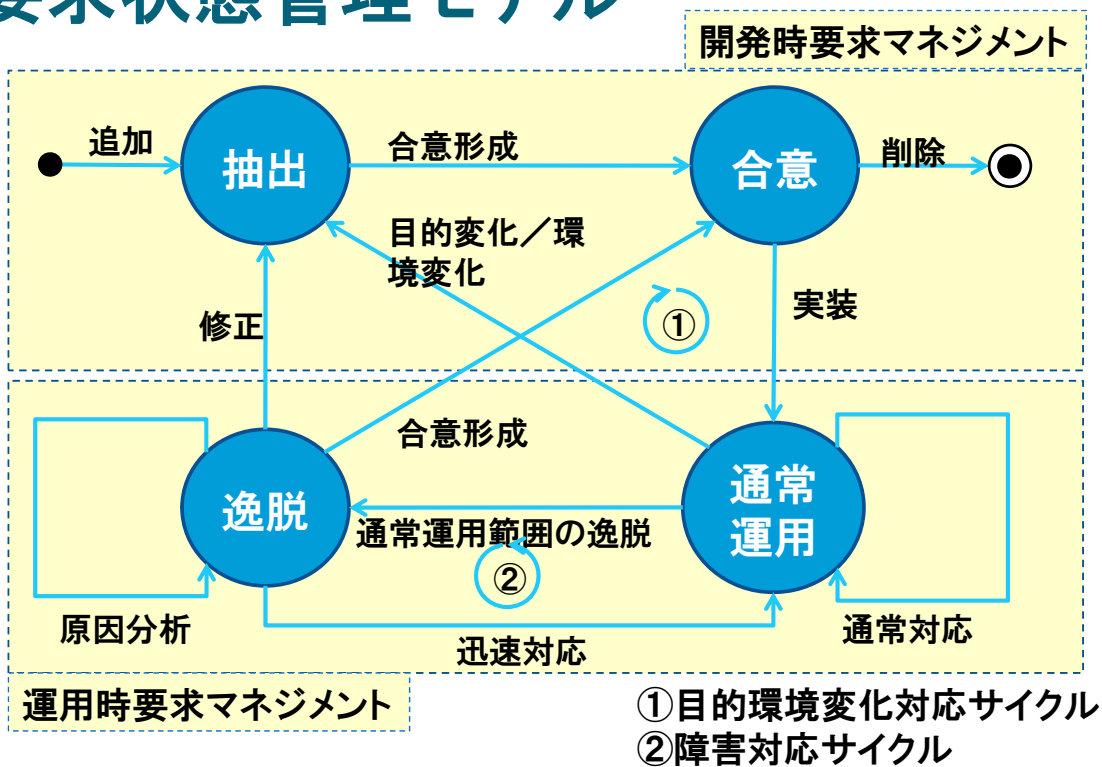 要求状態管理モデル
開発時要求マネジメント
追加
抽出
合意形成
合意
削除
目的変化／環
境変化
①
実装
修正
合意形成
逸脱
通常
運用
通常運用範囲の逸脱
②
原因分析
迅速対応
通常対応
運用時要求マネジメント
①目的環境変化対応サイクル
②障害対応サイクル